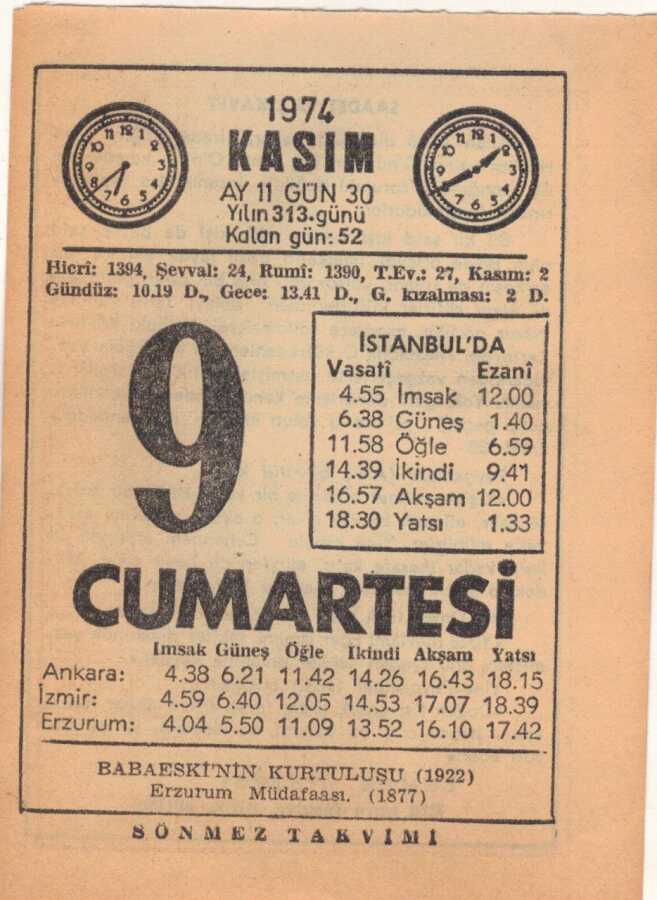 1974
KASIM
AY 11 GÜN 30
Yılın 313.günü
Kalan gün: 52
Hicrî: 1394, Şevval: 24, Rumî: 1390, T.Ev.: 27, Kasım: 2
Gündüz: 10.19 D., Gece: 13.41 D., G. kızalması: 2 D.
9
İSTANBUL'DA
Vasatî Ezanî
4.55 İmsak 12.00
6.38 Güneş 1.40
11.58 Öğle 6.59
14.39 İkindi 9.41
16.57 Akşam 12.00
18.30 Yatsı 1.33
CUMARTESİ
İmsak Güneş Öğle İkindi Akşam Yatsı
Ankara: 4.38 6.21 11.42 14.26 16.43 18.15
İzmir: 4.59 6.40 12.05 14.53 17.07 18.39
Erzurum: 4.04 5.50 11.09 13.52 16.10 17.42
BABAESKİ'NİN KURTULUŞU (1922)
Erzurum Müdafaası. (1877)
SÖNMEZ TAKVİMİ